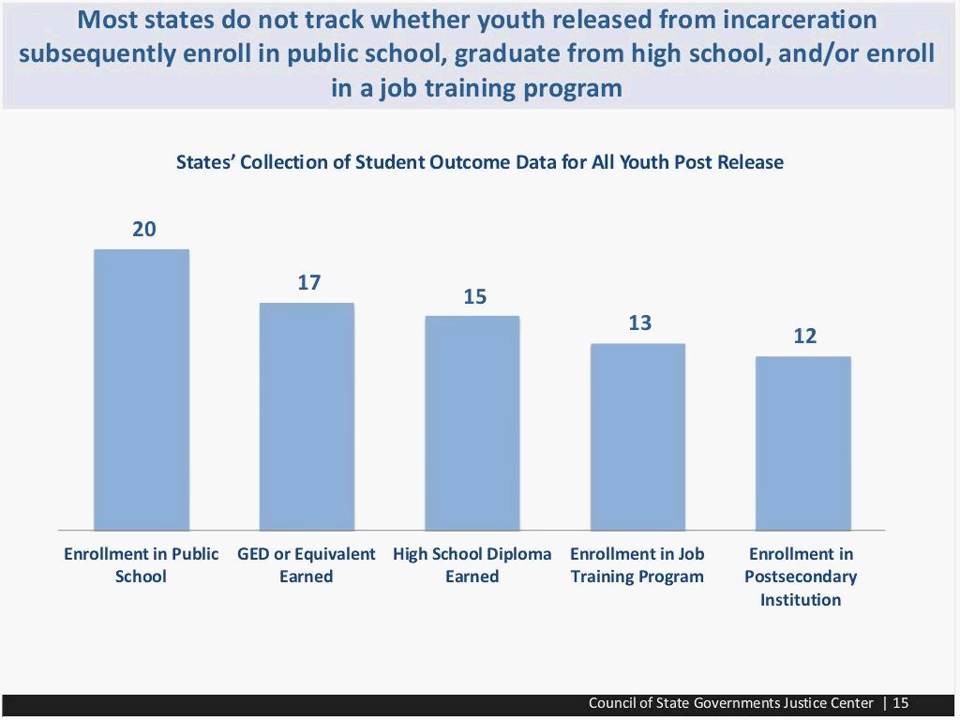 Most states do not track whether youth released from incarceration
subsequently enroll in public school, graduate from high school, and/or enroll
in a job training program
States’ Collection of Student Outcome Data for All Youth Post Release
20
17
15
13
12
Enrollment in Public
School
GED or Equivalent
Earned
High School Diploma
Earned
Enrollment in Job
Training Program
Enrollment in
Postsecondary
Institution
Council of State Governments Justice Center | 15